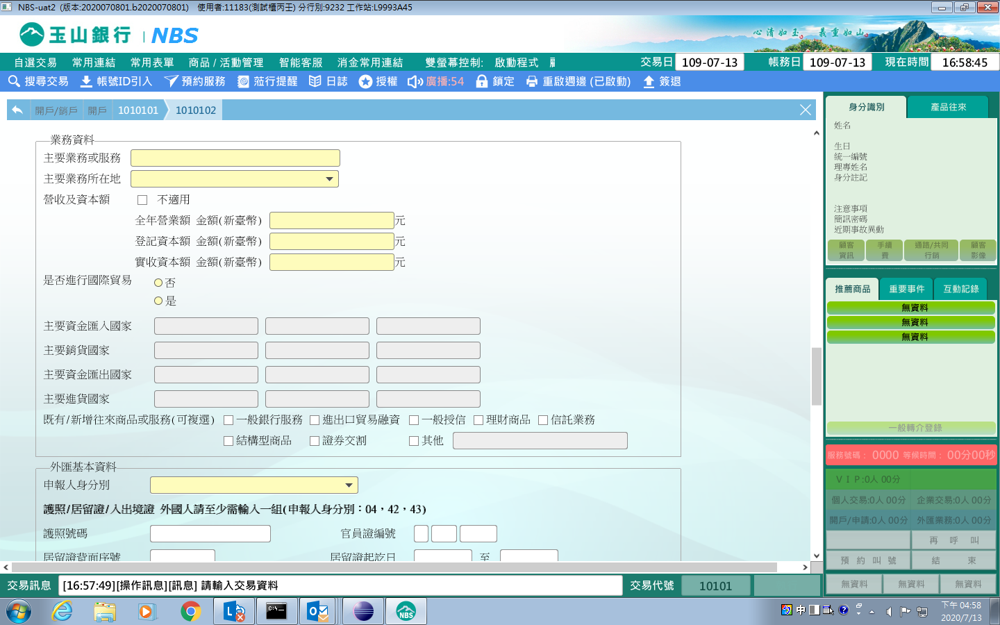 NBS-uat2 (版本:2020070801.b2020070801) 使用者:11183(測試櫃丙壬) 分行別:9232 工作站:L9993A45
玉山銀行 | NBS
心清如玉。 義重如山。
自選交易 常用連結 常用表單 商品 / 活動管理 智能客服 消金常用連結 雙螢幕控制: 啟動程式
交易日 109-07-13 帳務日 109-07-13 現在時間 16:58:45
搜尋交易 帳號ID引入 預約服務 蒞行提醒 日誌 授權 廣播:54 鎖定 重啟週邊 (已啟動) 簽退
開戶/銷戶 開戶 1010101 1010102
業務資料
主要業務或服務
主要業務所在地
營收及資本額 不適用
全年營業額 金額(新臺幣) 元
登記資本額 金額(新臺幣) 元
實收資本額 金額(新臺幣) 元
是否進行國際貿易 否
是
主要資金匯入國家
主要銷貨國家
主要資金匯出國家
主要進貨國家
既有/新增往來商品或服務(可複選) 一般銀行服務 進出口貿易融資 一般授信 理財商品 信託業務
結構型商品 證券交割 其他
外匯基本資料
申報人身分別
護照/居留證/入出境證 外國人請至少需輸入一組(申報人身分別：04，42，43)
護照號碼 官員證編號
居留證背面序號 居留證起訖日 至
交易訊息 [16:57:49][操作訊息][訊息] 請輸入交易資料 交易代號 10101
身分識別 產品往來
姓名
生日
統一編號
理專姓名
身分註記
注意事項
簡訊密碼
近期事故異動
顧客資訊 手續費 通路/共同行銷 顧客影像
推薦商品 重要事件 互動記錄
無資料
無資料
無資料
一般轉介登錄
服務號碼： 0000 等候時間： 00分00秒
ＶＩＰ:0人 00分
個人交易:0人 00分 企業交易:0人 00分
開戶/申請:0人 00分 外匯業務:0人 00分
再 呼 叫
預 約 叫 號 結 束
無資料 無資料 無資料
中
下午 04:58
2020/7/13